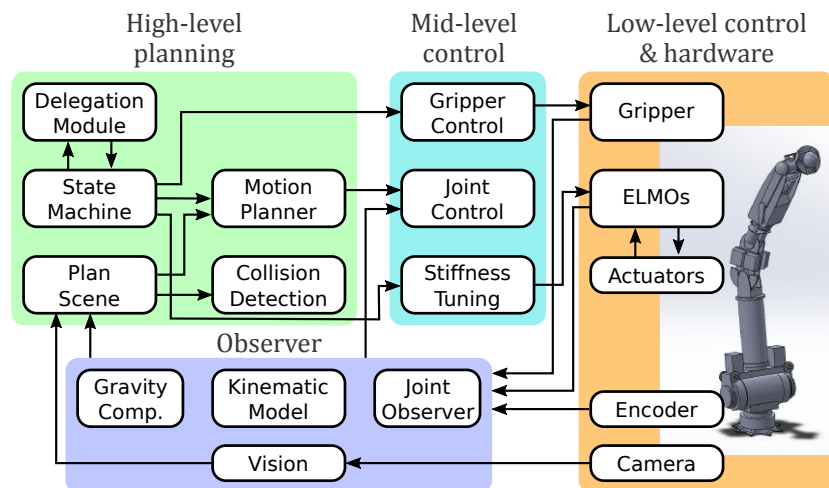 High-level
planning
Mid-level
control
Low-level control
& hardware
Delegation
Module
Gripper
Control
Gripper
State
Machine
Motion
Planner
Joint
Control
ELMOs
Plan
Scene
Collision
Detection
Stiffness
Tuning
Actuators
Observer
Gravity
Comp.
Kinematic
Model
Joint
Observer
Encoder
Vision
Camera